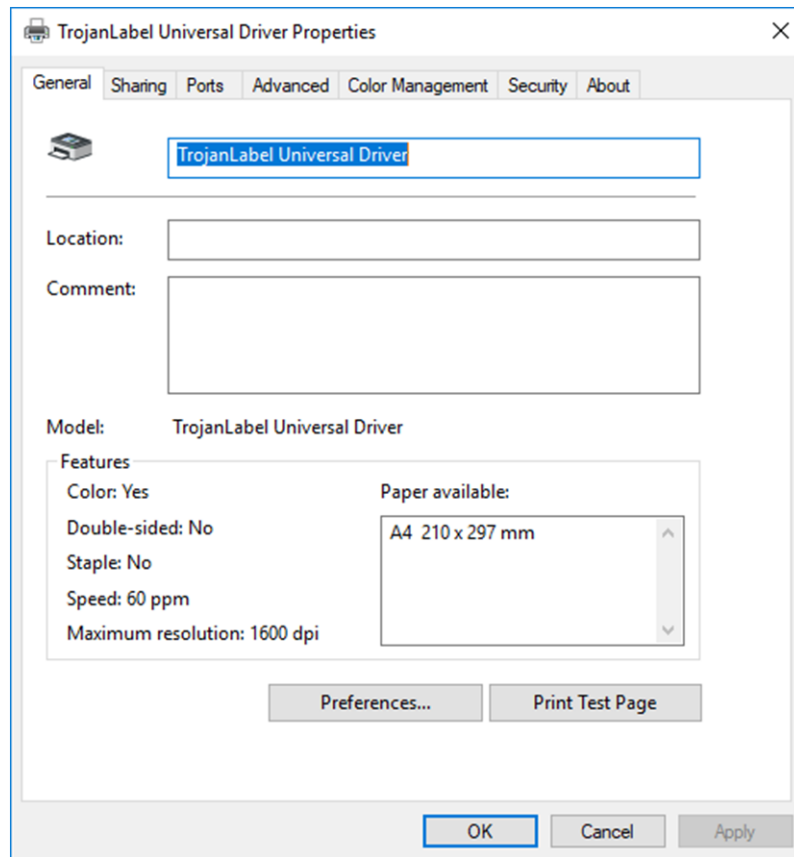 TrojanLabel Universal Driver Properties
General Sharing Ports Advanced Color Management Security About
TrojanLabel Universal Driver
Location:
Comment:
Model: TrojanLabel Universal Driver
Features
Color: Yes
Double-sided: No
Staple: No
Speed: 60 ppm
Maximum resolution: 1600 dpi
Paper available:
A4 210 x 297 mm
Preferences... Print Test Page
OK Cancel Apply